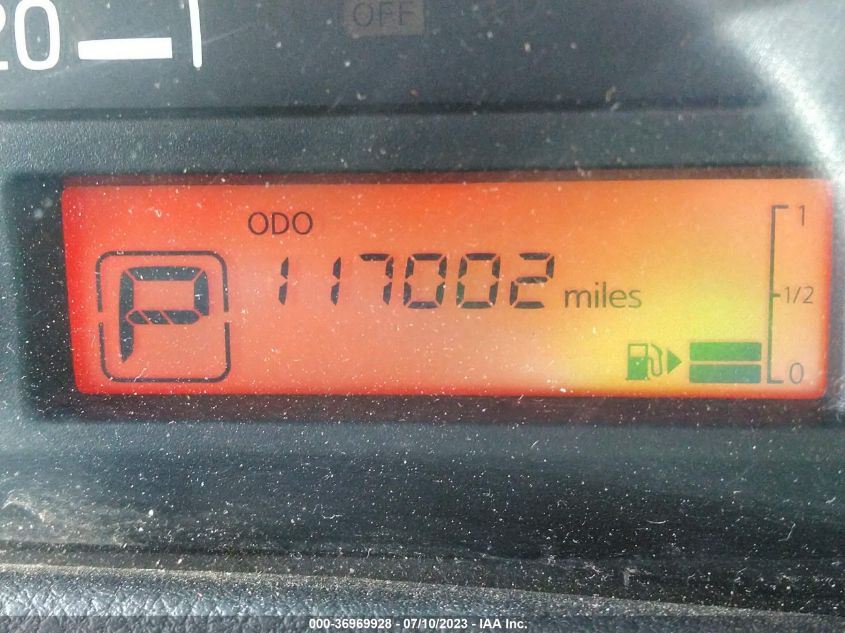 20
OFF
ODO
117002 miles
P
1
1/2
0
000-36969928 - 07/10/2023 - IAA Inc.